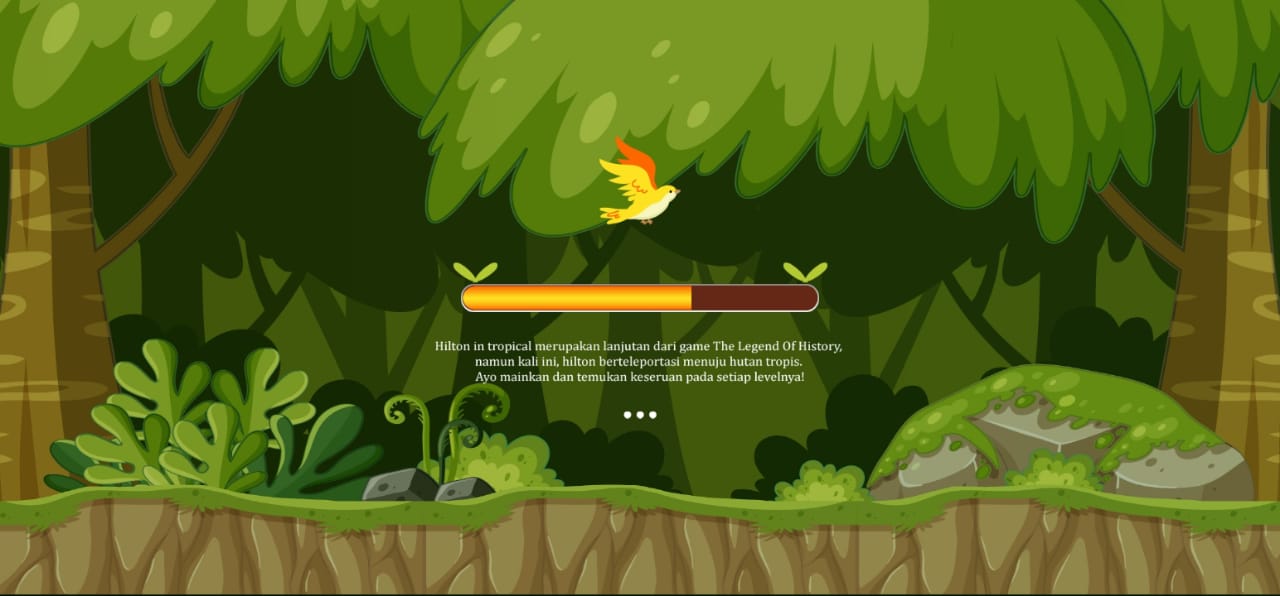 Hilton in tropical merupakan lanjutan dari game The Legend Of History,
namun kali ini, hilton berteleportasi menuju hutan tropis.
Ayo mainkan dan temukan keseruan pada setiap levelnya!